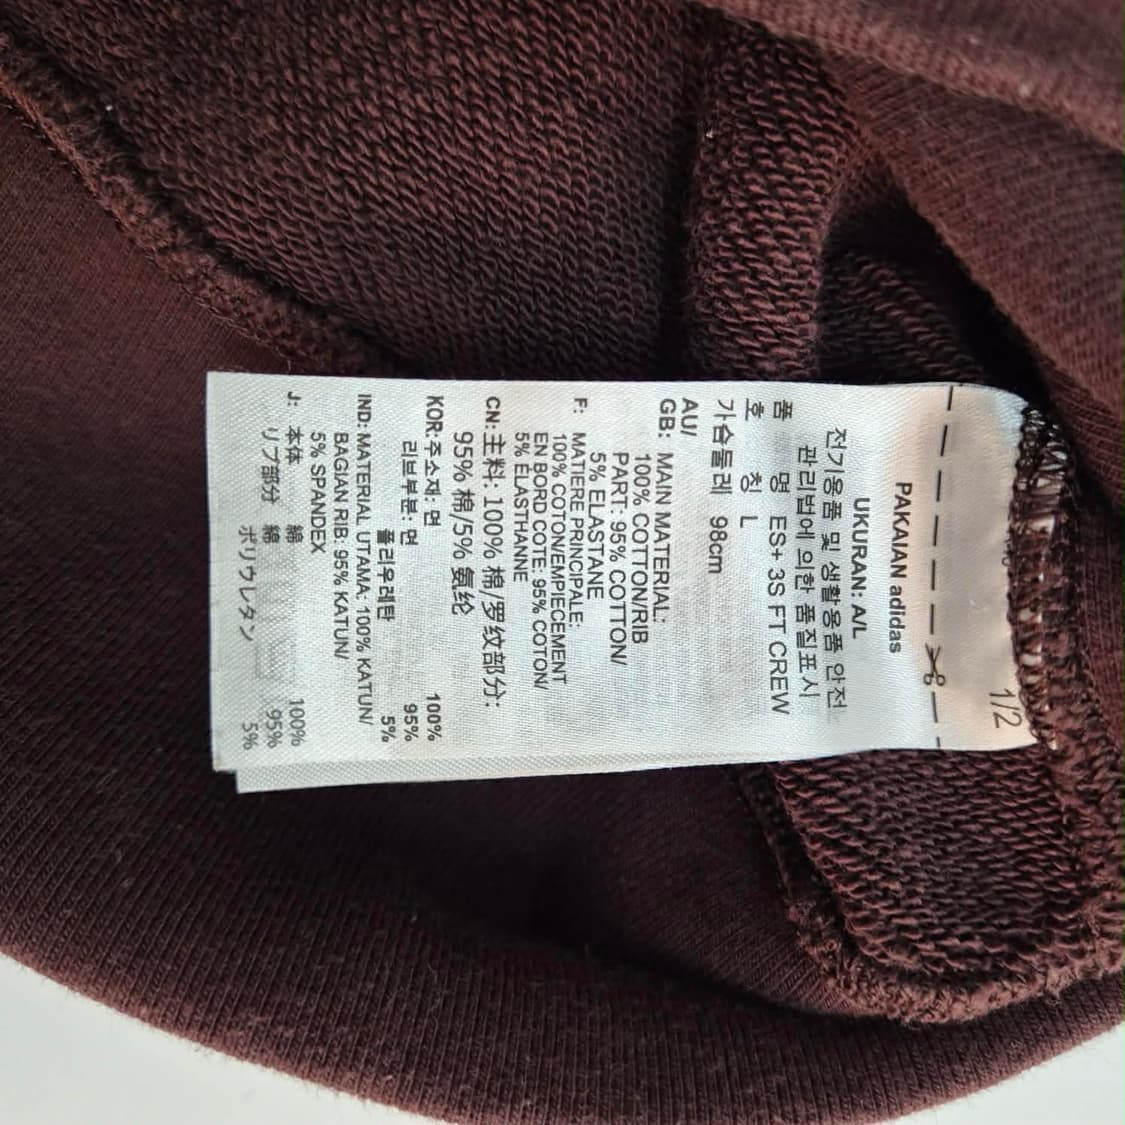 1/2
PAKAIAN adidas
UKURAN: A/L
전기용품 및 생활용품 안전
관리법에 의한 품질표시
품 명 ES+ 3S FT CREW
호 칭 L
가슴둘레 98cm
AU/
GB: MAIN MATERIAL:
100% COTTON/RIB
PART: 95% COTTON/
5% ELASTANE
F: MATIERE PRINCIPALE:
100% COTON/EMPIECEMENT
EN BORD COTE: 95% COTON/
5% ELASTHANNE
CN: 主料: 100% 棉/罗纹部分:
95% 棉/5% 氨纶
KOR: 주소재: 면 100%
리브부분: 면 95%
폴리우레탄 5%
IND: MATERIAL UTAMA: 100% KATUN/
BAGIAN RIB: 95% KATUN/
5% SPANDEX
J: 本体 綿 100%
リブ部分 綿 95%
ポリウレタン 5%